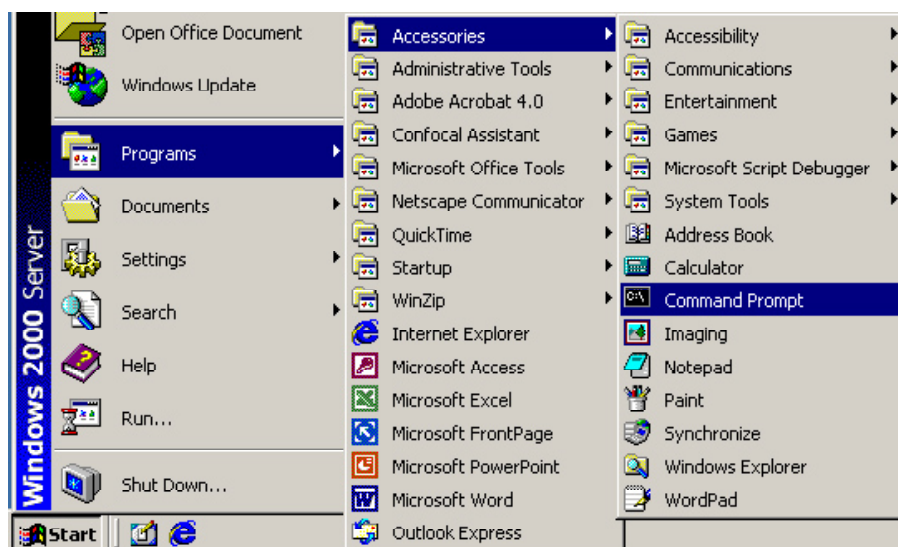 Open Office Document
Windows Update
Programs
Documents
Settings
Search
Help
Run...
Shut Down...
Windows 2000 Server
Start
Accessories
Administrative Tools
Adobe Acrobat 4.0
Confocal Assistant
Microsoft Office Tools
Netscape Communicator
QuickTime
Startup
WinZip
Internet Explorer
Microsoft Access
Microsoft Excel
Microsoft FrontPage
Microsoft PowerPoint
Microsoft Word
Outlook Express
Accessibility
Communications
Entertainment
Games
Microsoft Script Debugger
System Tools
Address Book
Calculator
Command Prompt
Imaging
Notepad
Paint
Synchronize
Windows Explorer
WordPad